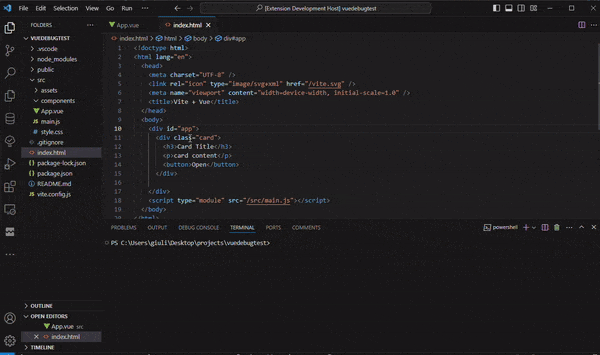 File Edit Selection View Go Run Terminal Help
[Extension Development Host] vuedebugtest
EXPLORER
FOLDERS
VUEDEBUGTEST
.vscode
node_modules
public
src
assets
components
App.vue
main.js
style.css
.gitignore
index.html
package-lock.json
package.json
README.md
vite.config.js
OUTLINE
OPEN EDITORS
App.vue src
index.html
TIMELINE
App.vue
index.html
index.html > html > body > div#app
1 <!doctype html>
2 <html lang="en">
3 <head>
4 <meta charset="UTF-8" />
5 <link rel="icon" type="image/svg+xml" href="/vite.svg" />
6 <meta name="viewport" content="width=device-width, initial-scale=1.0" />
7 <title>Vite + Vue</title>
8 </head>
9 <body>
10 <div id="app">
11 <div class="card">
12 <h3>Card Title</h3>
13 <p>card content</p>
14 <button>Open</button>
15 </div>
16
17 </div>
18 <script type="module" src="/src/main.js"></script>
19 </body>
20 </html>
PROBLEMS OUTPUT DEBUG CONSOLE TERMINAL PORTS COMMENTS
powershell
PS C:\Users\giuli\Desktop\projects\vuedebugtest>